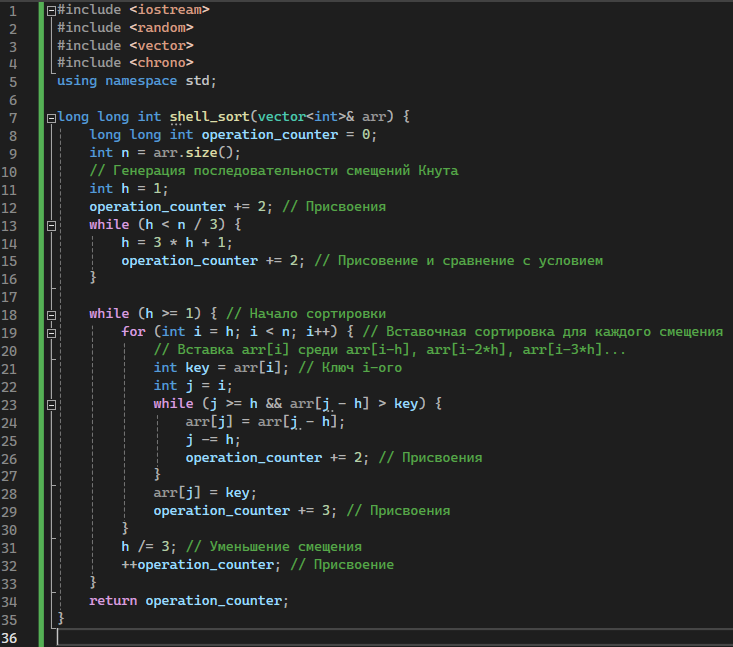 1 #include <iostream>
2 #include <random>
3 #include <vector>
4 #include <chrono>
5 using namespace std;
6
7 long long int shell_sort(vector<int>& arr) {
8     long long int operation_counter = 0;
9     int n = arr.size();
10     // Генерация последовательности смещений Кнута
11     int h = 1;
12     operation_counter += 2; // Присвоения
13     while (h < n / 3) {
14         h = 3 * h + 1;
15         operation_counter += 2; // Присовение и сравнение с условием
16     }
17
18     while (h >= 1) { // Начало сортировки
19         for (int i = h; i < n; i++) { // Вставочная сортировка для каждого смещения
20             // Вставка arr[i] среди arr[i-h], arr[i-2*h], arr[i-3*h]...
21             int key = arr[i]; // Ключ i-ого
22             int j = i;
23             while (j >= h && arr[j - h] > key) {
24                 arr[j] = arr[j - h];
25                 j -= h;
26                 operation_counter += 2; // Присвоения
27             }
28             arr[j] = key;
29             operation_counter += 3; // Присвоения
30         }
31         h /= 3; // Уменьшение смещения
32         ++operation_counter; // Присвоение
33     }
34     return operation_counter;
35 }
36